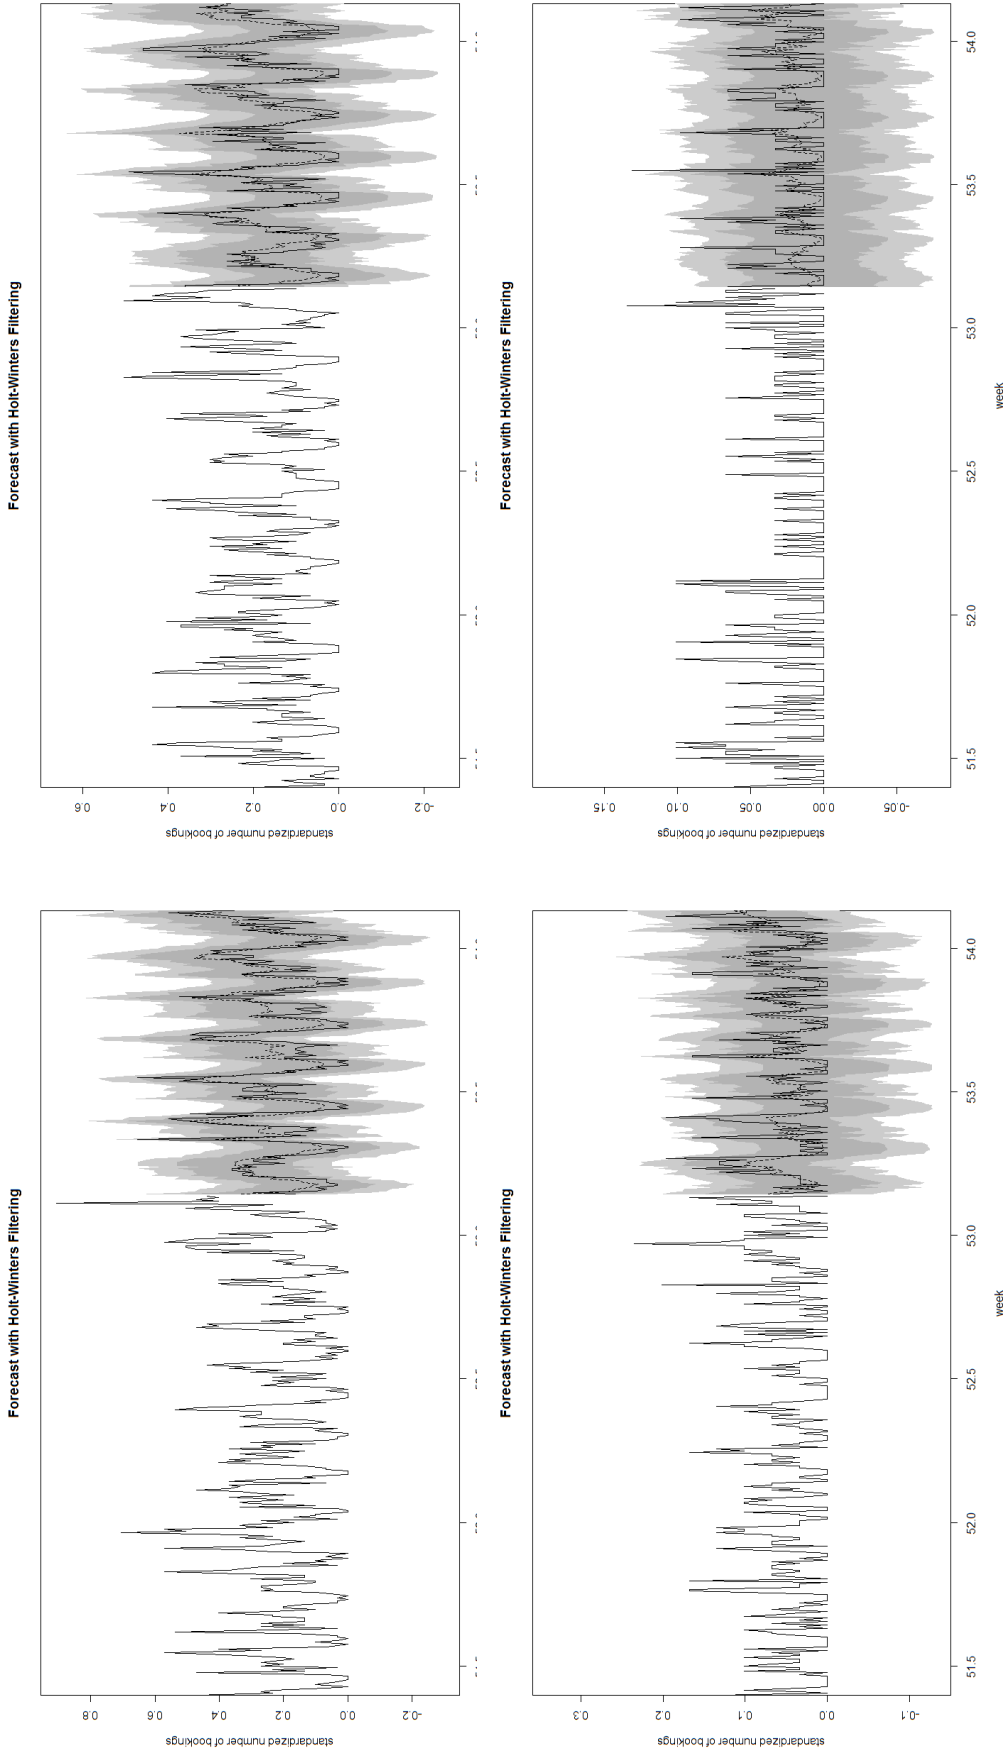 Forecast with Holt-Winters Filtering
standardized number of bookings
0.8
0.6
0.4
0.2
0.0
-0.2
Forecast with Holt-Winters Filtering
standardized number of bookings
0.6
0.4
0.2
0.0
-0.2
Forecast with Holt-Winters Filtering
standardized number of bookings
0.3
0.2
0.1
0.0
-0.1
51.5 52.0 52.5 53.0 53.5 54.0
week
Forecast with Holt-Winters Filtering
standardized number of bookings
0.15
0.10
0.05
0.00
-0.05
51.5 52.0 52.5 53.0 53.5 54.0
week